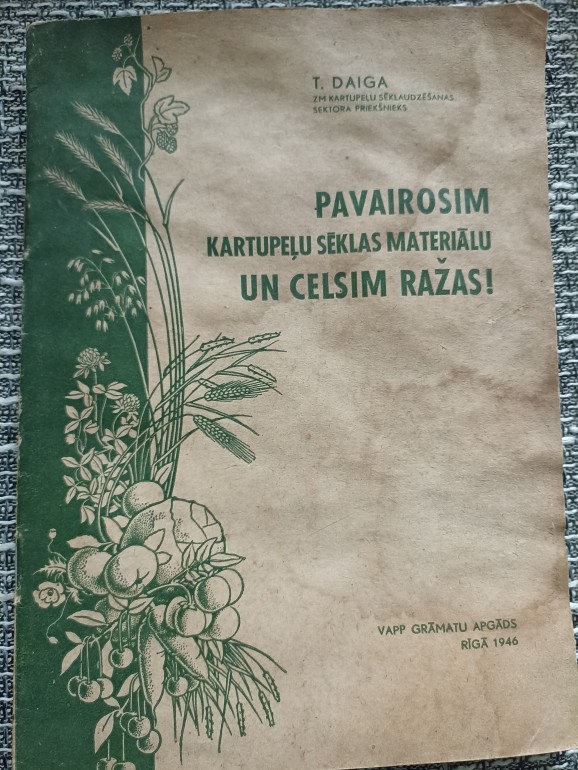 T. DAIGA
ZM KARTUPEĻU SĒKLAUDZĒŠANAS
SEKTORA PRIEKŠNIEKS
PAVAIROSIM
KARTUPEĻU SĒKLAS MATERIĀLU
UN CELSIM RAŽAS!
VAPP GRĀMATU APGĀDS
RĪGĀ 1946